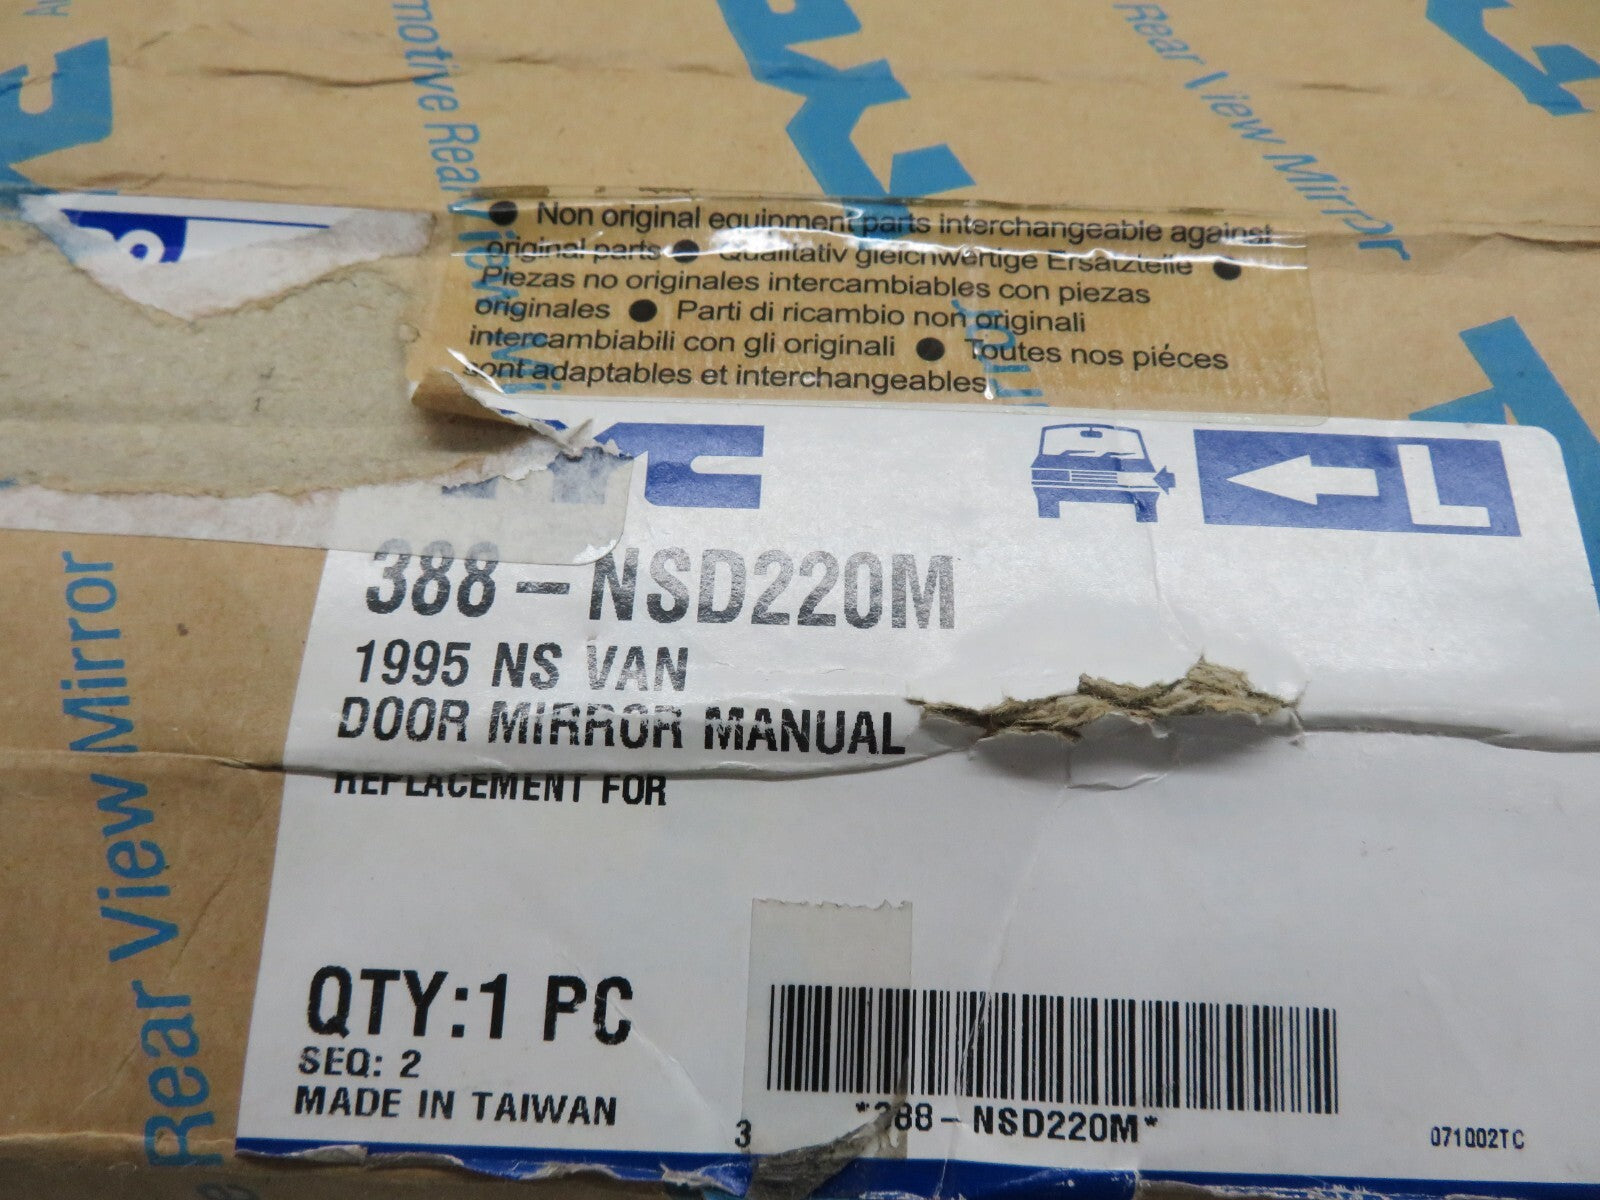 Rear View Mirror
motive Rear View Mi
● Non original equipment parts interchangeable against
original parts ● Qualitativ gleichwertige Ersatzteile ●
Piezas no originales intercambiables con piezas
originales ● Parti di ricambio non originali
intercambiabili con gli originali ● Toutes nos piéces
sont adaptables et interchangeables
L
388-NSD220M
1995 NS VAN
DOOR MIRROR MANUAL
REPLACEMENT FOR
Rear View Mirror
QTY:1 PC
SEQ: 2
MADE IN TAIWAN
3
*388-NSD220M*
071002TC